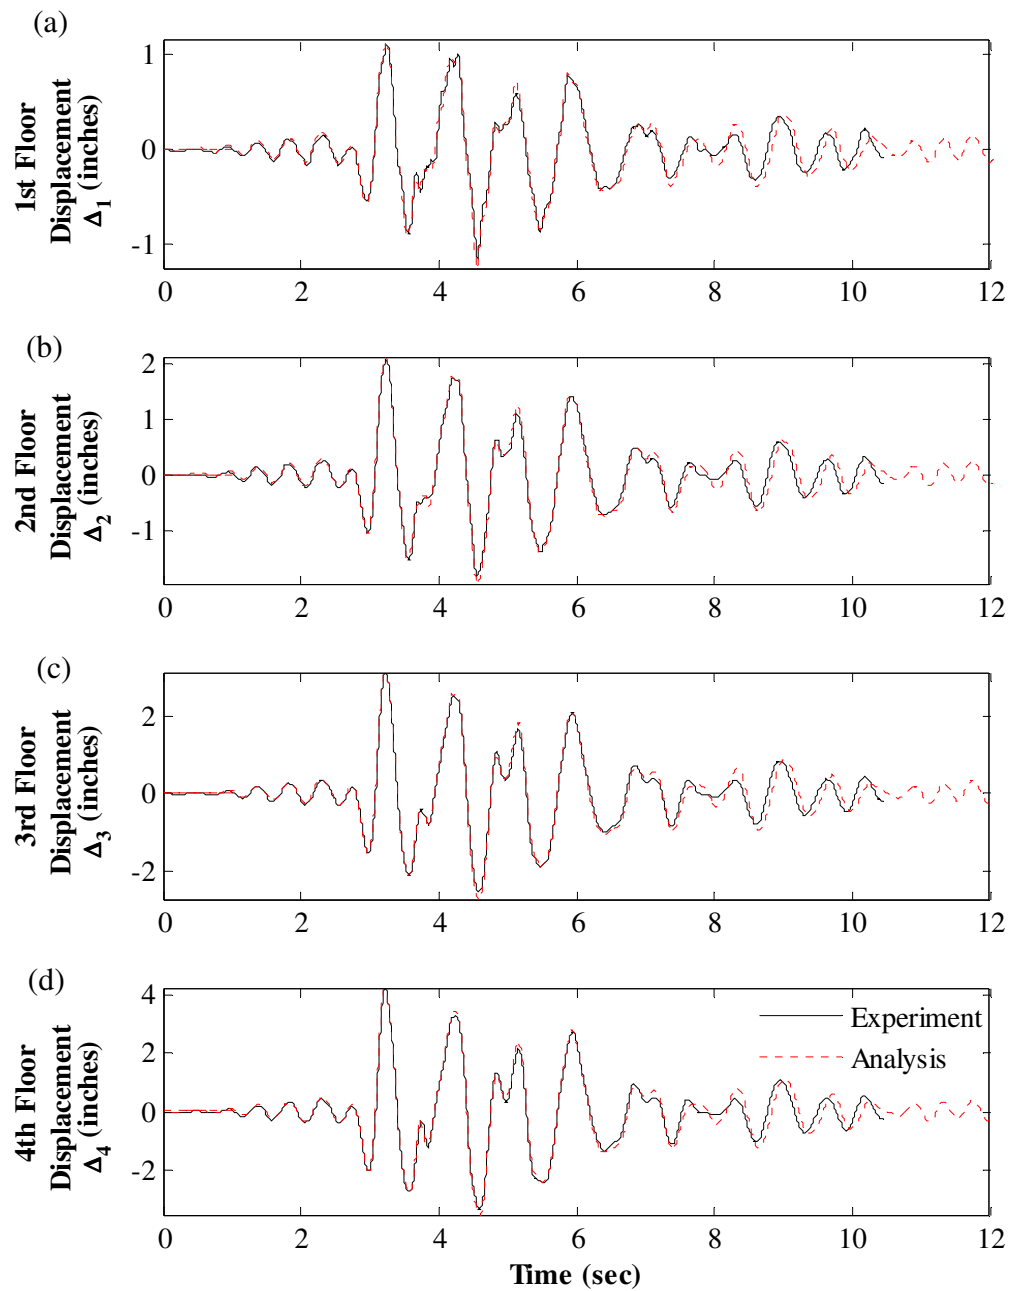 (a)
1st Floor
Displacement
Δ1 (inches)
1
0
-1
0 2 4 6 8 10 12
(b)
2nd Floor
Displacement
Δ2 (inches)
2
1
0
-1
0 2 4 6 8 10 12
(c)
3rd Floor
Displacement
Δ3 (inches)
2
0
-2
0 2 4 6 8 10 12
(d)
4th Floor
Displacement
Δ4 (inches)
4
2
0
-2
Experiment
Analysis
0 2 4 6 8 10 12
Time (sec)